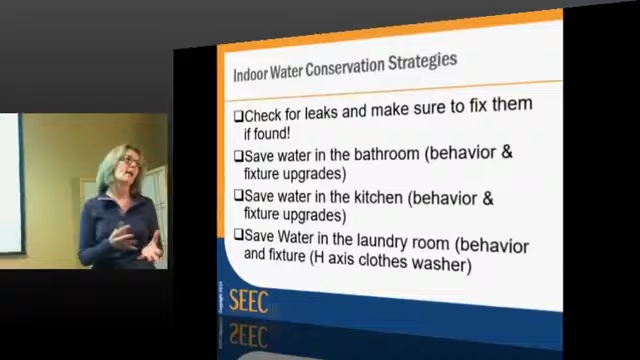 Indoor Water Conservation Strategies
❑Check for leaks and make sure to fix them
if found!
❑Save water in the bathroom (behavior &
fixture upgrades)
❑Save water in the kitchen (behavior &
fixture upgrades)
❑Save Water in the laundry room (behavior
and fixture (H axis clothes washer)
SEEC